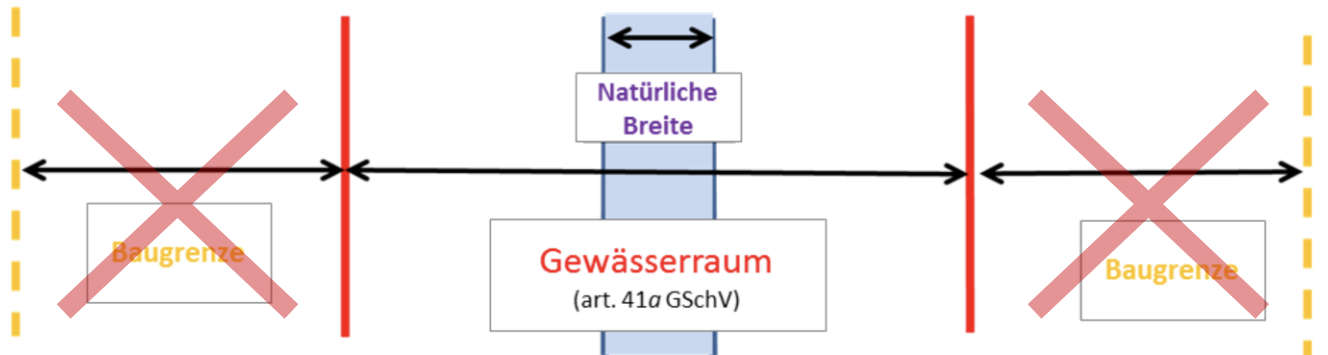 Natürliche
Breite
Baugrenze
Gewässerraum
(art. 41a GSchV)
Baugrenze